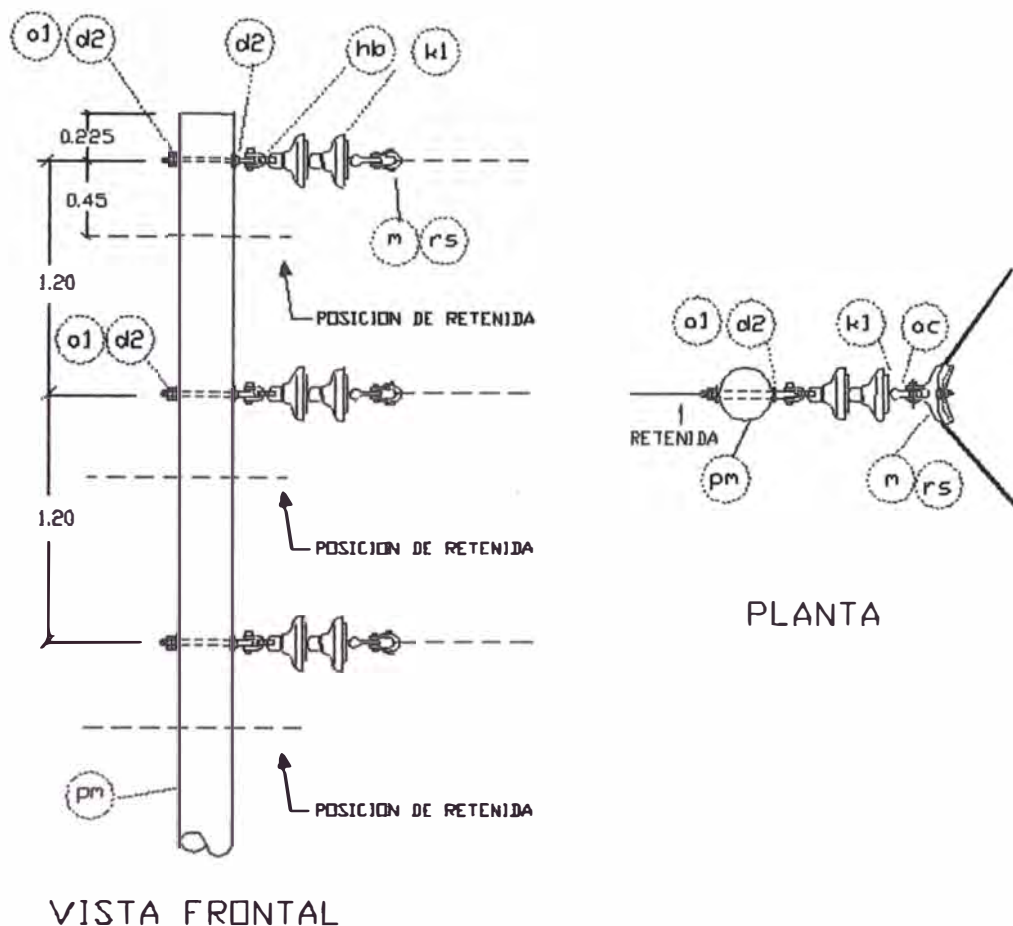 o1 d2 d2 hb k1
0.225
0.45
m rs
1.20
POSICION DE RETENIDA
o1 d2
1.20
POSICION DE RETENIDA
pm
POSICION DE RETENIDA
VISTA FRONTAL
o1 d2 k1 oc
RETENIDA
pm
m rs
PLANTA